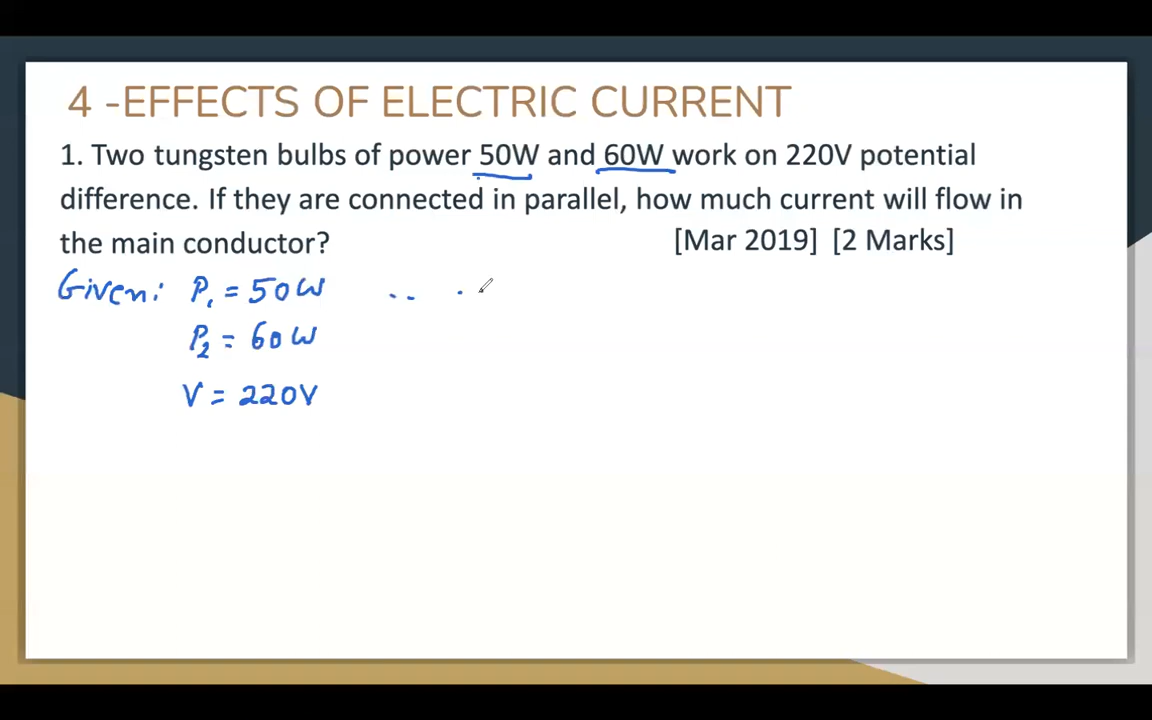 4 -EFFECTS OF ELECTRIC CURRENT
1. Two tungsten bulbs of power 50W and 60W work on 220V potential
difference. If they are connected in parallel, how much current will flow in
the main conductor? [Mar 2019] [2 Marks]
Given: P₁ = 50W
P₂ = 60W
V = 220V